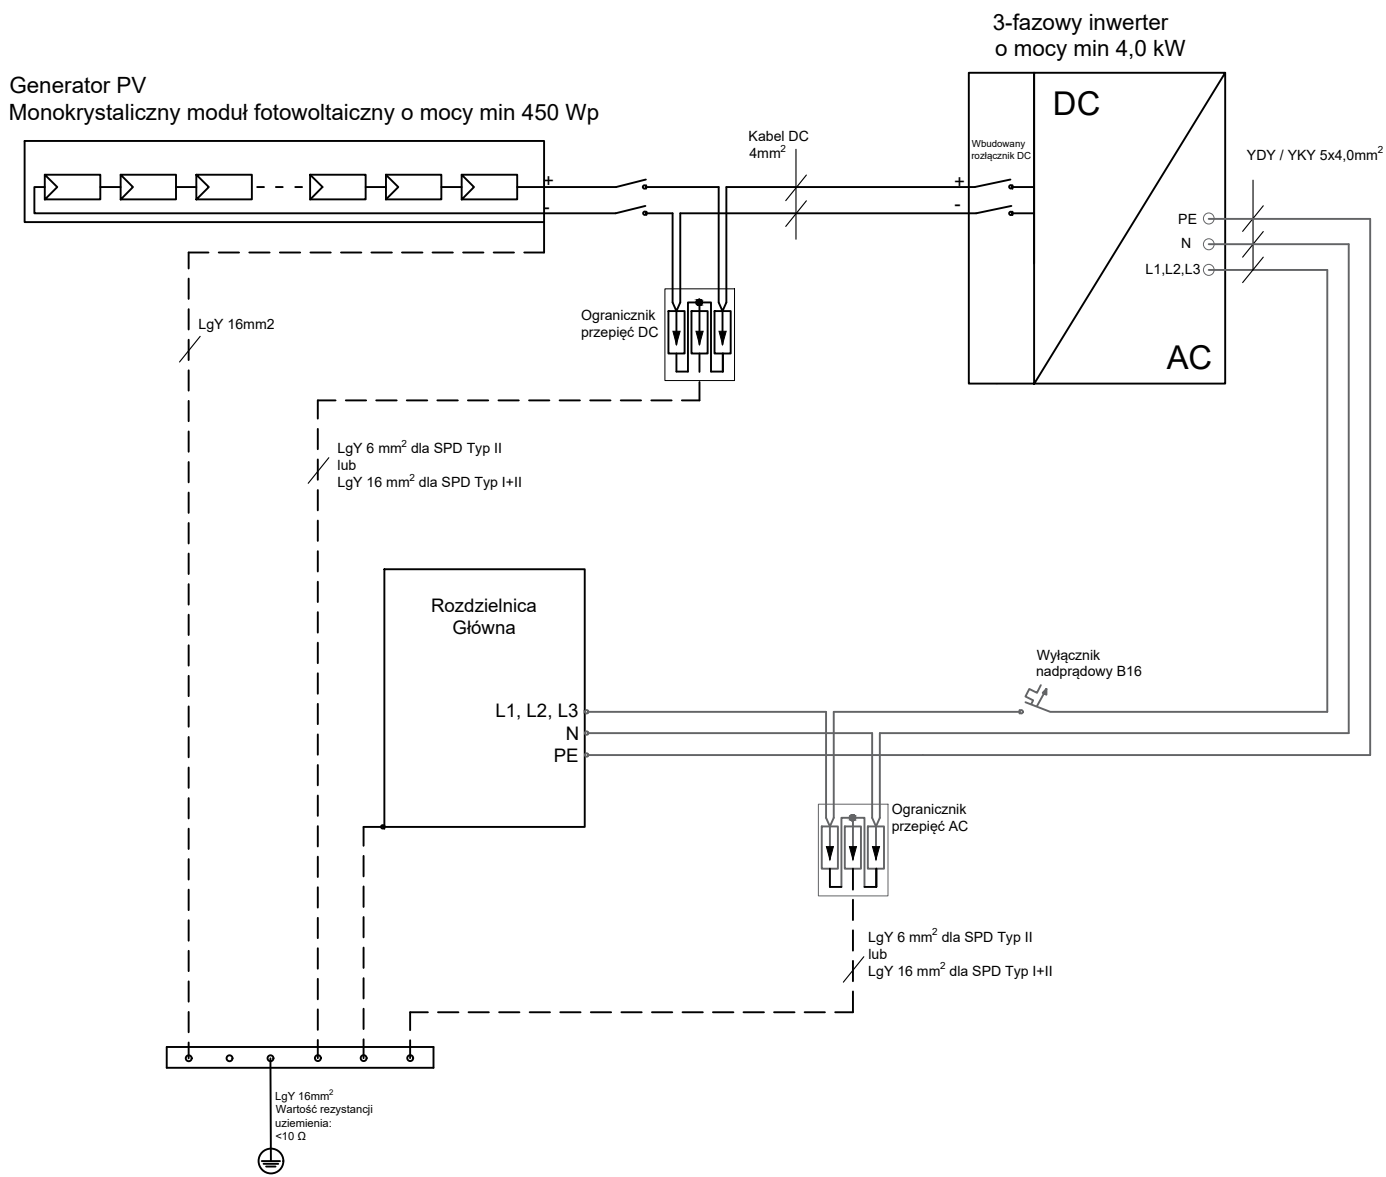 3-fazowy inwerter
o mocy min 4,0 kW
Generator PV
Monokrystaliczny moduł fotowoltaiczny o mocy min 450 Wp
DC
Kabel DC
4mm²
Wbudowany
rozłącznik DC
YDY / YKY 5x4,0mm²
+
-
+
-
PE
N
L1,L2,L3
AC
LgY 16mm2
Ogranicznik
przepięć DC
LgY 6 mm² dla SPD Typ II
lub
LgY 16 mm² dla SPD Typ I+II
Rozdzielnica
Główna
L1, L2, L3
N
PE
Wyłącznik
nadprądowy B16
Ogranicznik
przepięć AC
LgY 6 mm² dla SPD Typ II
lub
LgY 16 mm² dla SPD Typ I+II
LgY 16mm²
Wartość rezystancji
uziemienia:
<10 Ω